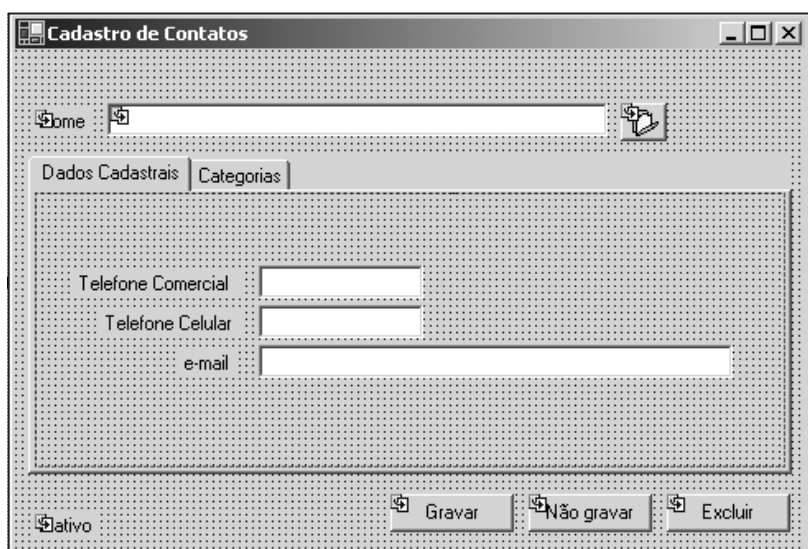 Cadastro de Contatos
ome
Dados Cadastrais
Categorias
Telefone Comercial
Telefone Celular
e-mail
ativo
Gravar
Não gravar
Excluir